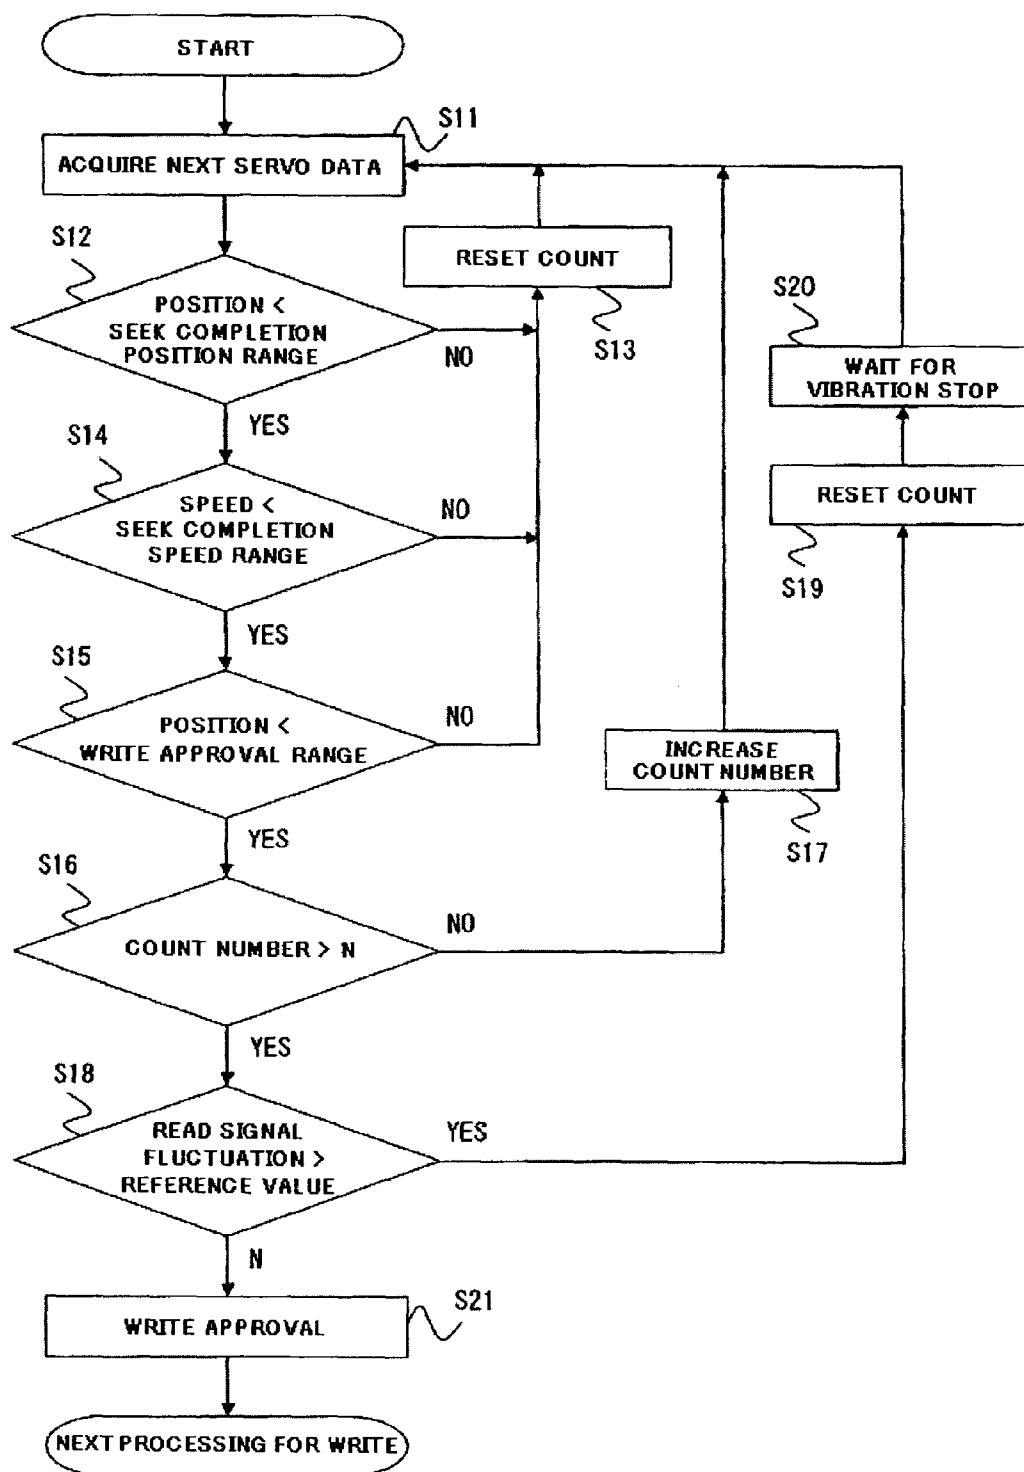 START
S11
ACQUIRE NEXT SERVO DATA
S12
POSITION <
SEEK COMPLETION
POSITION RANGE
NO
RESET COUNT
S13
S20
WAIT FOR
VIBRATION STOP
YES
S14
SPEED <
SEEK COMPLETION
SPEED RANGE
NO
RESET COUNT
S19
YES
S15
POSITION <
WRITE APPROVAL RANGE
NO
INCREASE
COUNT NUMBER
S17
YES
S16
COUNT NUMBER > N
NO
YES
S18
READ SIGNAL
FLUCTUATION >
REFERENCE VALUE
YES
N
WRITE APPROVAL
S21
NEXT PROCESSING FOR WRITE